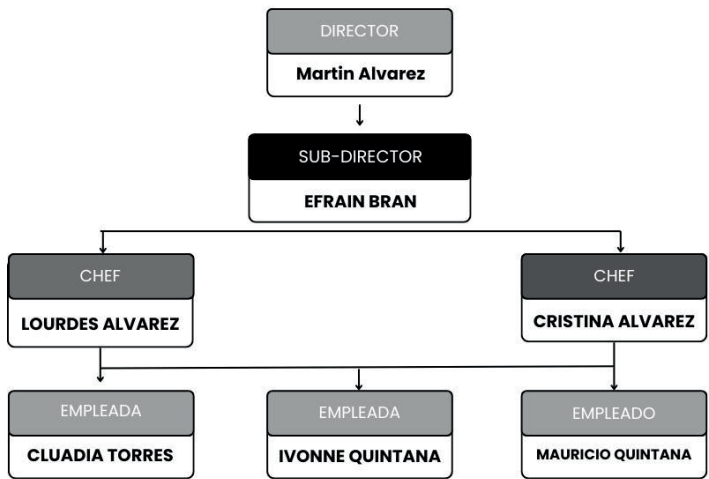 DIRECTOR
Martin Alvarez
SUB-DIRECTOR
EFRAIN BRAN
CHEF
LOURDES ALVAREZ
CHEF
CRISTINA ALVAREZ
EMPLEADA
CLUADIA TORRES
EMPLEADA
IVONNE QUINTANA
EMPLEADO
MAURICIO QUINTANA